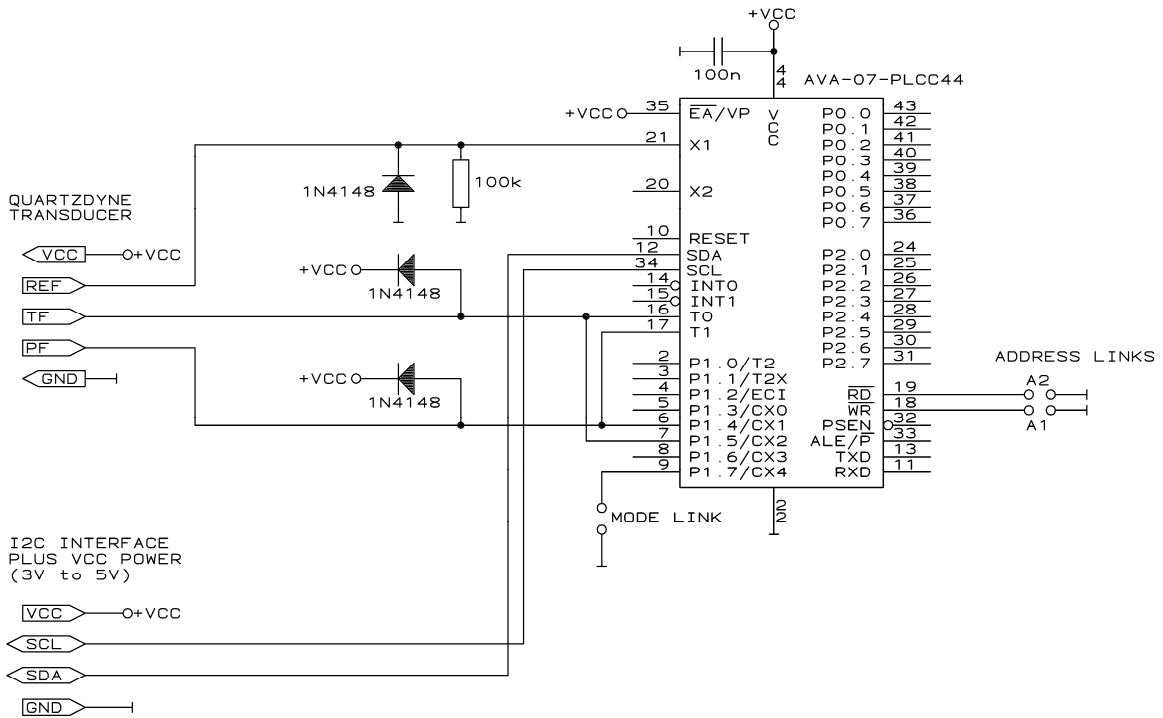 +VCC
100n
4
4
AVA-07-PLCC44
+VCC
35
EA/VP
V
C
C
P0.0
43
P0.1
42
21
X1
P0.2
41
P0.3
40
1N4148
100k
20
X2
P0.4
39
P0.5
38
P0.6
37
P0.7
36
QUARTZDYNE
TRANSDUCER
10
RESET
VCC
+VCC
12
SDA
P2.0
24
+VCC
34
SCL
P2.1
25
REF
1N4148
14
INT0
P2.2
26
15
INT1
P2.3
27
TF
16
T0
P2.4
28
17
T1
P2.5
29
PF
P2.6
30
2
P1.0/T2
P2.7
31
ADDRESS LINKS
GND
+VCC
3
P1.1/T2X
A2
1N4148
4
P1.2/ECI
RD
19
5
P1.3/CX0
WR
18
6
P1.4/CX1
PSEN
32
A1
7
P1.5/CX2
ALE/P
33
8
P1.6/CX3
TXD
13
9
P1.7/CX4
RXD
11
MODE LINK
2
2
I2C INTERFACE
PLUS VCC POWER
(3V to 5V)
VCC
+VCC
SCL
SDA
GND